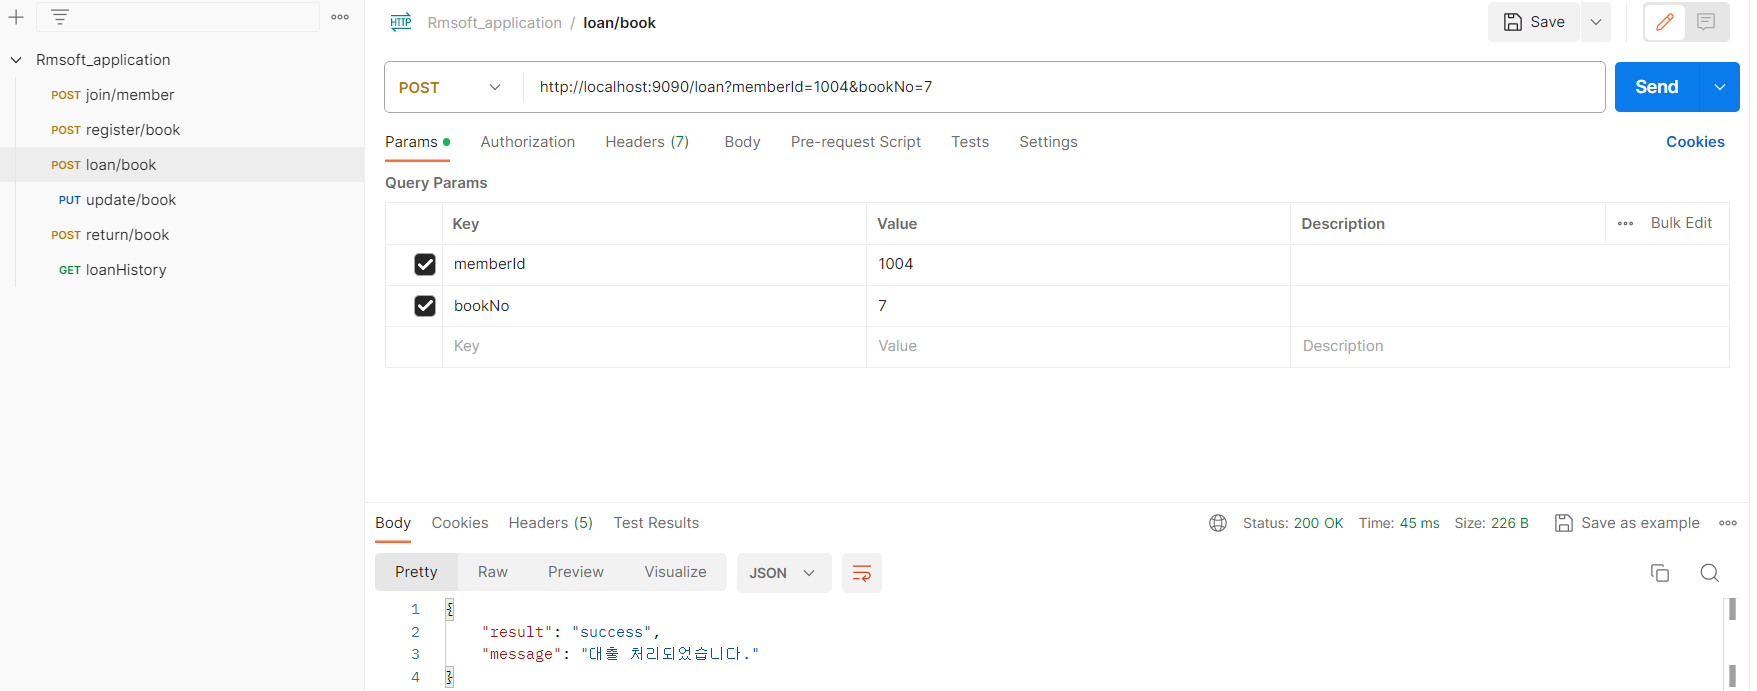 Rmsoft_application
POST join/member
POST register/book
POST loan/book
PUT update/book
POST return/book
GET loanHistory
HTTP Rmsoft_application / loan/book
Save
POST http://localhost:9090/loan?memberId=1004&bookNo=7 Send
Params Authorization Headers (7) Body Pre-request Script Tests Settings Cookies
Query Params
Key Value Description Bulk Edit
memberId 1004
bookNo 7
Key Value Description
Body Cookies Headers (5) Test Results Status: 200 OK Time: 45 ms Size: 226 B Save as example
Pretty Raw Preview Visualize JSON
1 {
2 "result": "success",
3 "message": "대출 처리되었습니다."
4 }